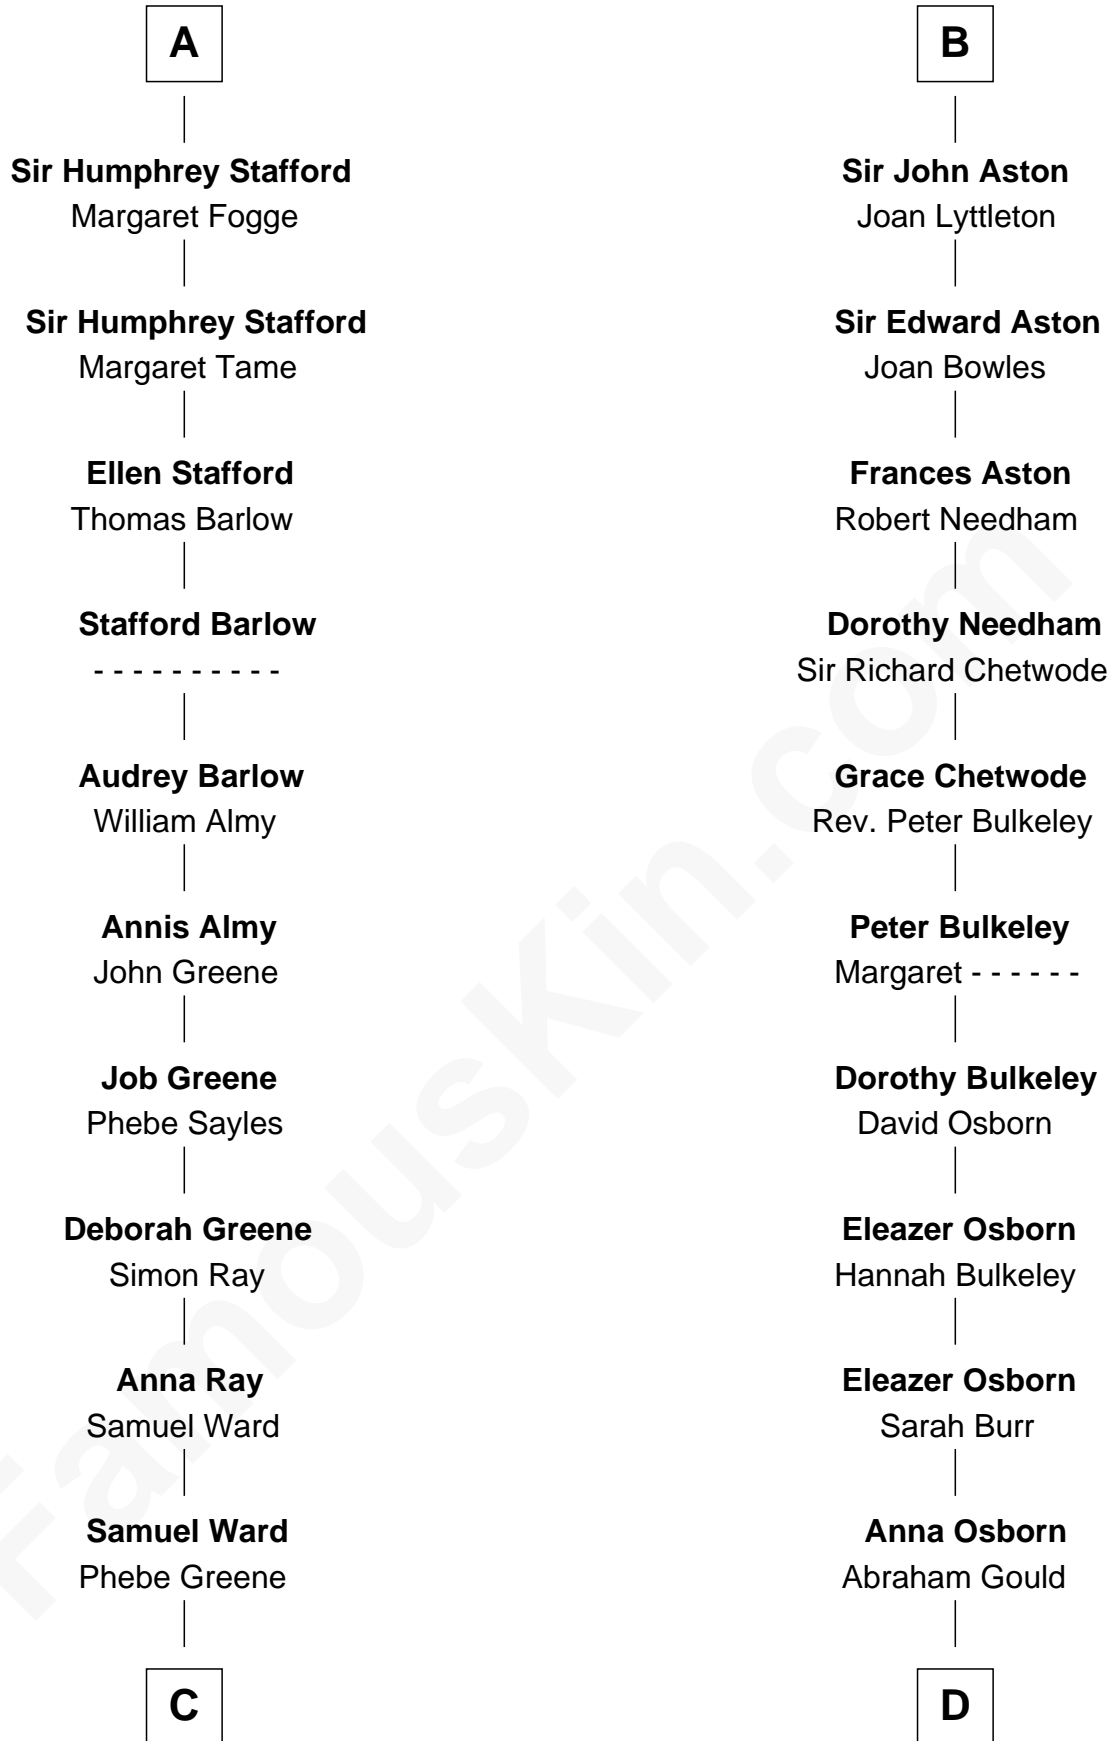 A
Sir Humphrey Stafford
Margaret Fogge
Sir Humphrey Stafford
Margaret Tame
Ellen Stafford
Thomas Barlow
Stafford Barlow
- - - - - - - - - -
Audrey Barlow
William Almy
Annis Almy
John Greene
Job Greene
Phebe Sayles
Deborah Greene
Simon Ray
Anna Ray
Samuel Ward
Samuel Ward
Phebe Greene
C
B
Sir John Aston
Joan Lyttleton
Sir Edward Aston
Joan Bowles
Frances Aston
Robert Needham
Dorothy Needham
Sir Richard Chetwode
Grace Chetwode
Rev. Peter Bulkeley
Peter Bulkeley
Margaret - - - - - -
Dorothy Bulkeley
David Osborn
Eleazer Osborn
Hannah Bulkeley
Eleazer Osborn
Sarah Burr
Anna Osborn
Abraham Gould
D
FamousKin.com